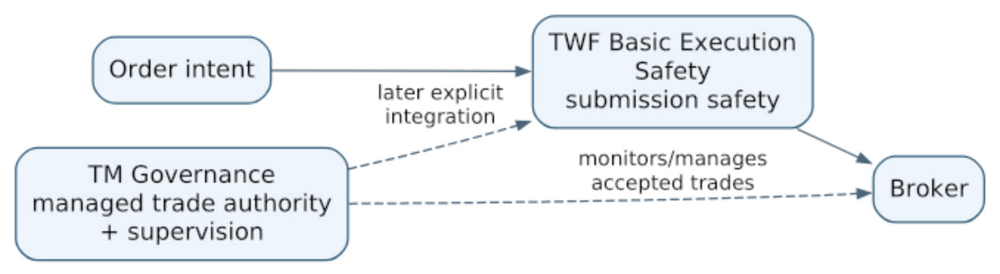 Order intent
TWF Basic Execution
Safety
submission safety
later explicit
integration
TM Governance
managed trade authority
+ supervision
monitors/manages
accepted trades
Broker